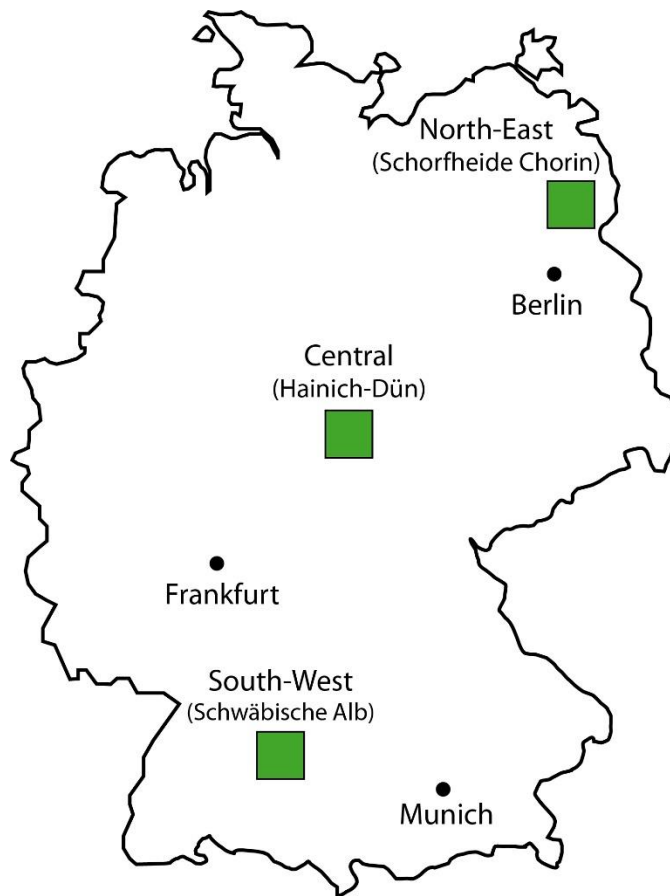 North-East
(Schorfheide Chorin)
Berlin
Central
(Hainich-Dün)
Frankfurt
South-West
(Schwäbische Alb)
Munich